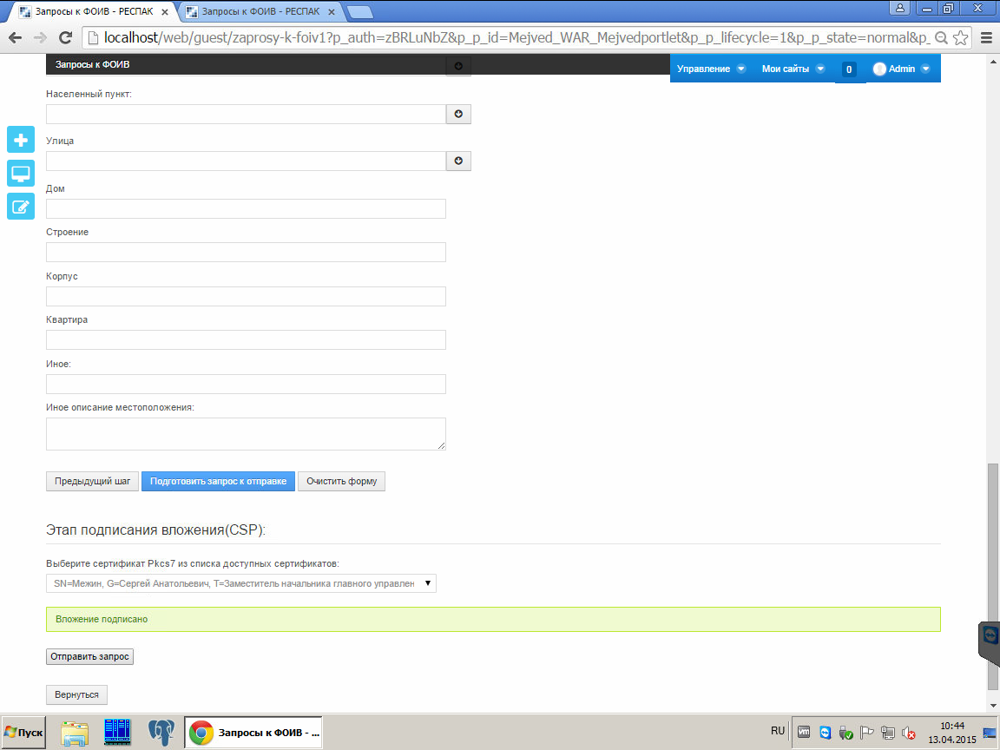 Запросы к ФОИВ - РЕСПАК
Запросы к ФОИВ - РЕСПАК
localhost/web/guest/zaprosy-k-foiv1?p_auth=zBRLuNbZ&p_p_id=Mejved_WAR_Mejvedportlet&p_p_lifecycle=1&p_p_state=normal&p_
Запросы к ФОИВ
Управление
Мои сайты
0
Admin
Населенный пункт:
Улица
Дом
Строение
Корпус
Квартира
Иное:
Иное описание местоположения:
Предыдущий шаг
Подготовить запрос к отправке
Очистить форму
Этап подписания вложения(CSP):
Выберите сертификат Pkcs7 из списка доступных сертификатов:
SN=Межин, G=Сергей Анатольевич, T=Заместитель начальника главного управлен
Вложение подписано
Отправить запрос
Вернуться
Пуск
Запросы к ФОИВ - ...
RU
vm
10:44
13.04.2015